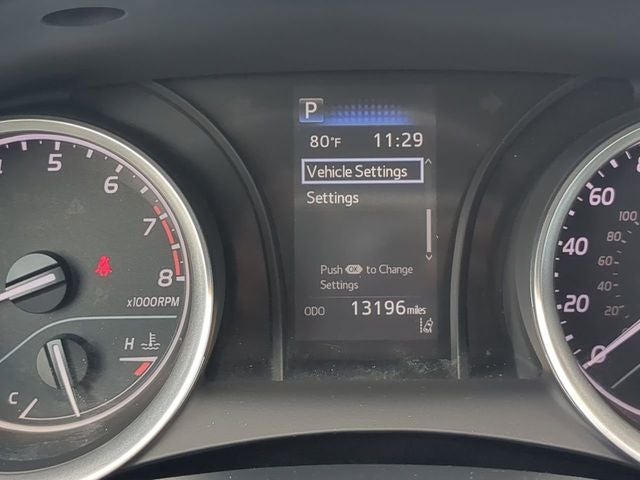 P
80°F 11:29
Vehicle Settings
Settings
Push OK to Change
Settings
ODO 13196 miles
5
6
7
8
x1000RPM
H
C
60
40
20
0
100
80
60
40
20